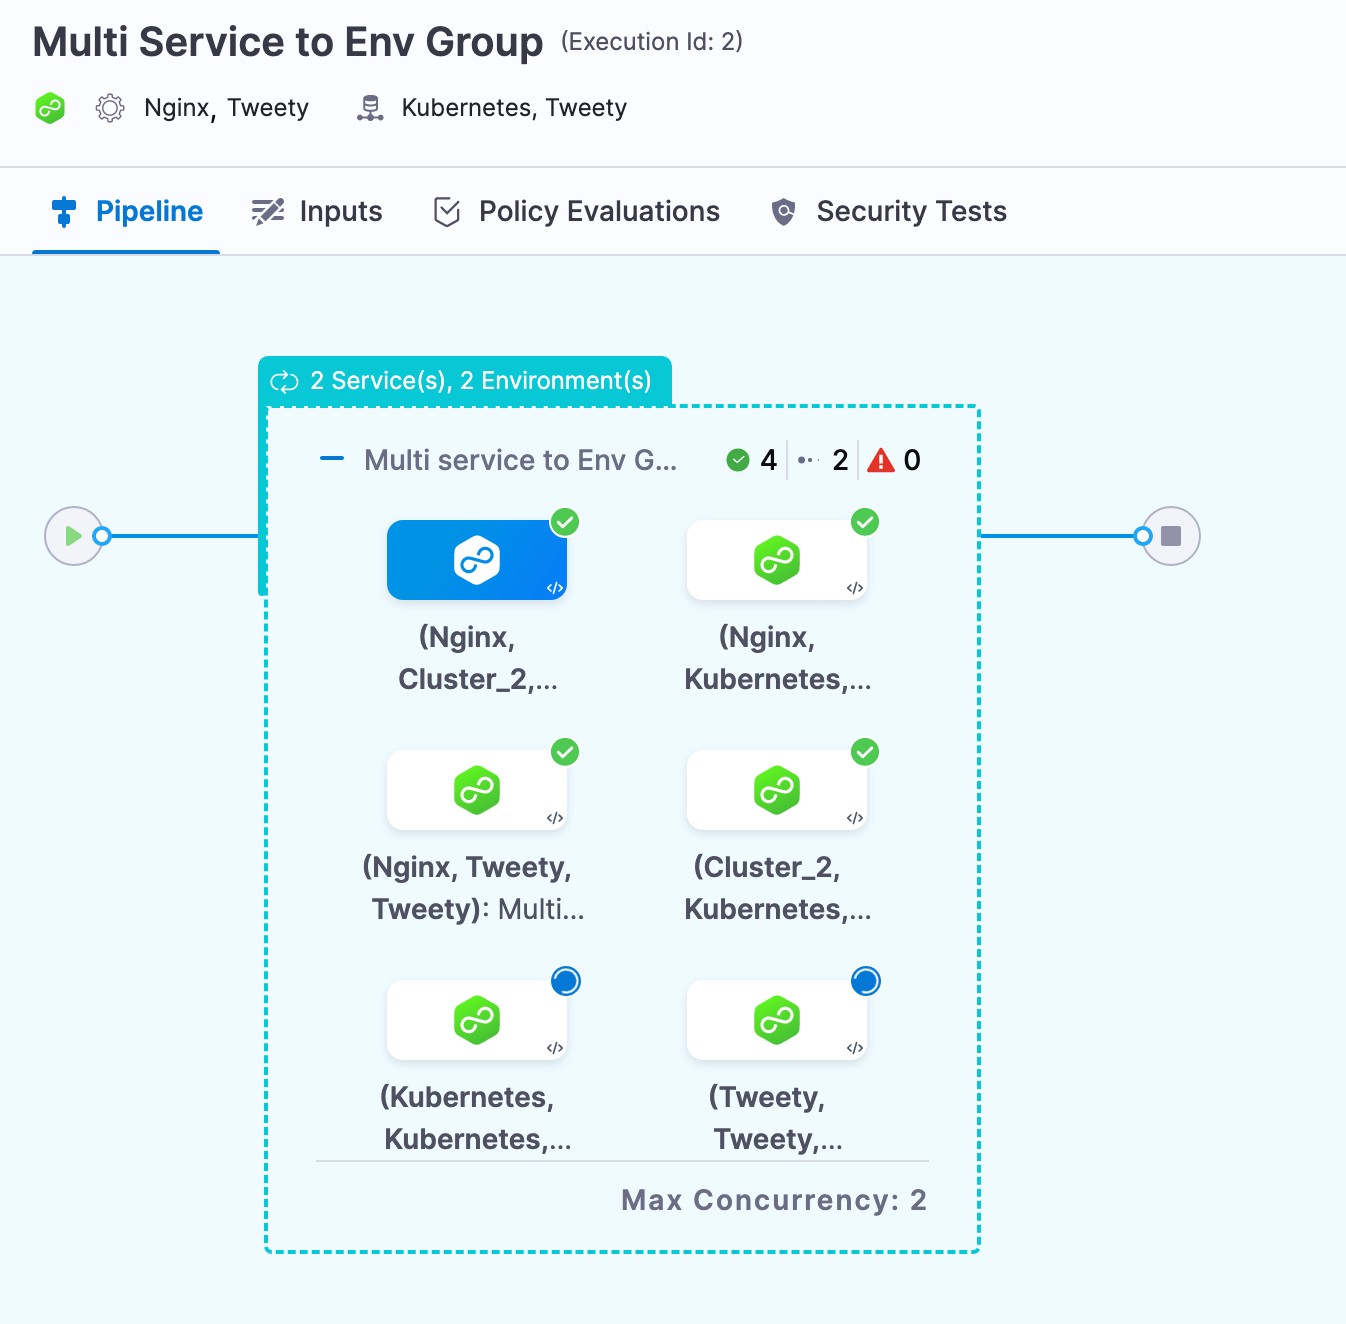 Multi Service to Env Group (Execution Id: 2)
Nginx, Tweety Kubernetes, Tweety
Pipeline Inputs Policy Evaluations Security Tests
2 Service(s), 2 Environment(s)
Multi service to Env G... 4 2 0
(Nginx,
Cluster_2,...
(Nginx,
Kubernetes,...
(Nginx, Tweety,
Tweety): Multi...
(Cluster_2,
Kubernetes,...
(Kubernetes,
Kubernetes,...
(Tweety,
Tweety,...
Max Concurrency: 2